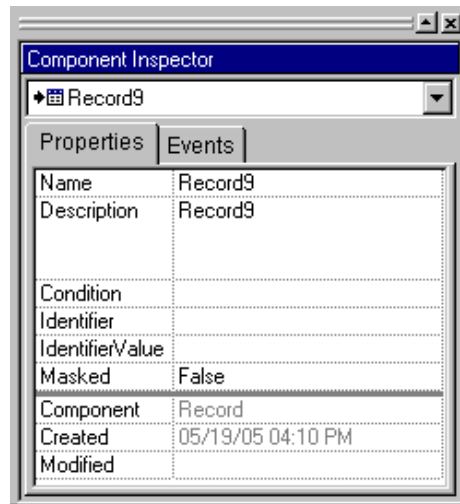 Component Inspector
Record9
Properties Events
Name Record9
Description Record9
Condition
Identifier
IdentifierValue
Masked False
Component Record
Created 05/19/05 04:10 PM
Modified